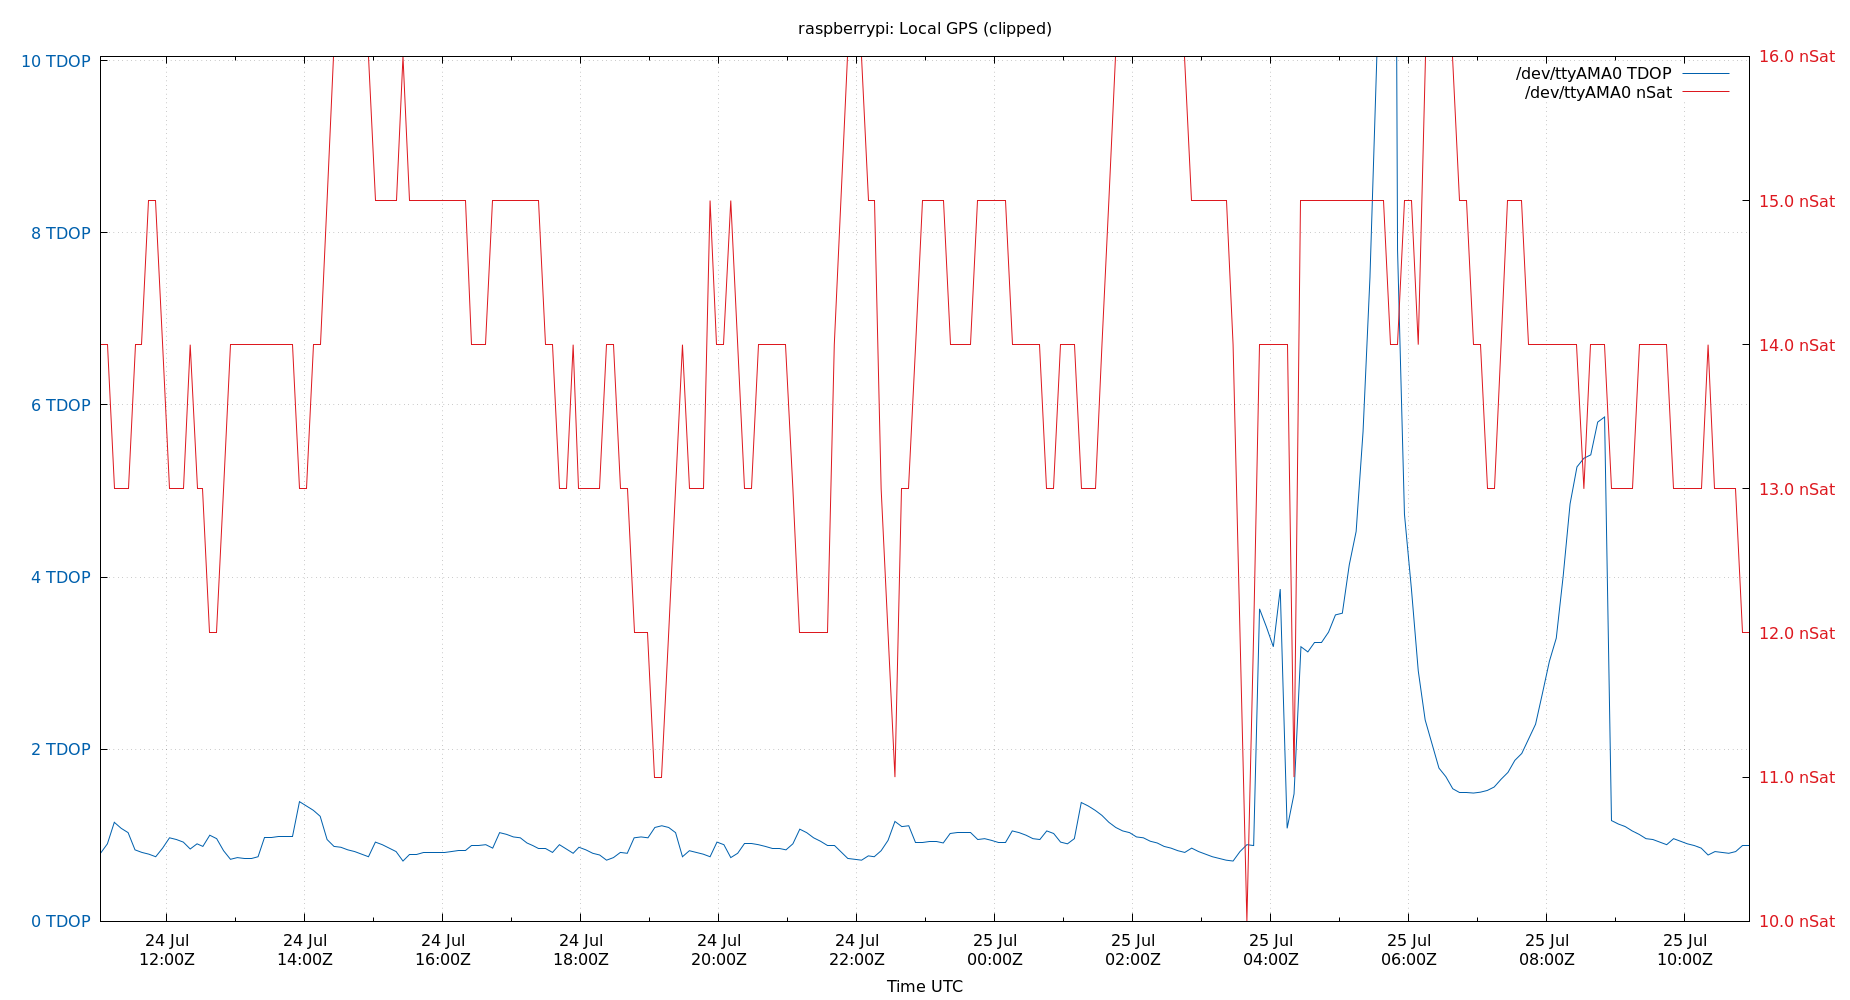 raspberrypi: Local GPS (clipped)
10 TDOP
8 TDOP
6 TDOP
4 TDOP
2 TDOP
0 TDOP
/dev/ttyAMA0 TDOP
/dev/ttyAMA0 nSat
16.0 nSat
15.0 nSat
14.0 nSat
13.0 nSat
12.0 nSat
11.0 nSat
10.0 nSat
24 Jul 24 Jul 24 Jul 24 Jul 24 Jul 24 Jul 25 Jul 25 Jul 25 Jul 25 Jul 25 Jul 25 Jul
12:00Z 14:00Z 16:00Z 18:00Z 20:00Z 22:00Z 00:00Z 02:00Z 04:00Z 06:00Z 08:00Z 10:00Z
Time UTC